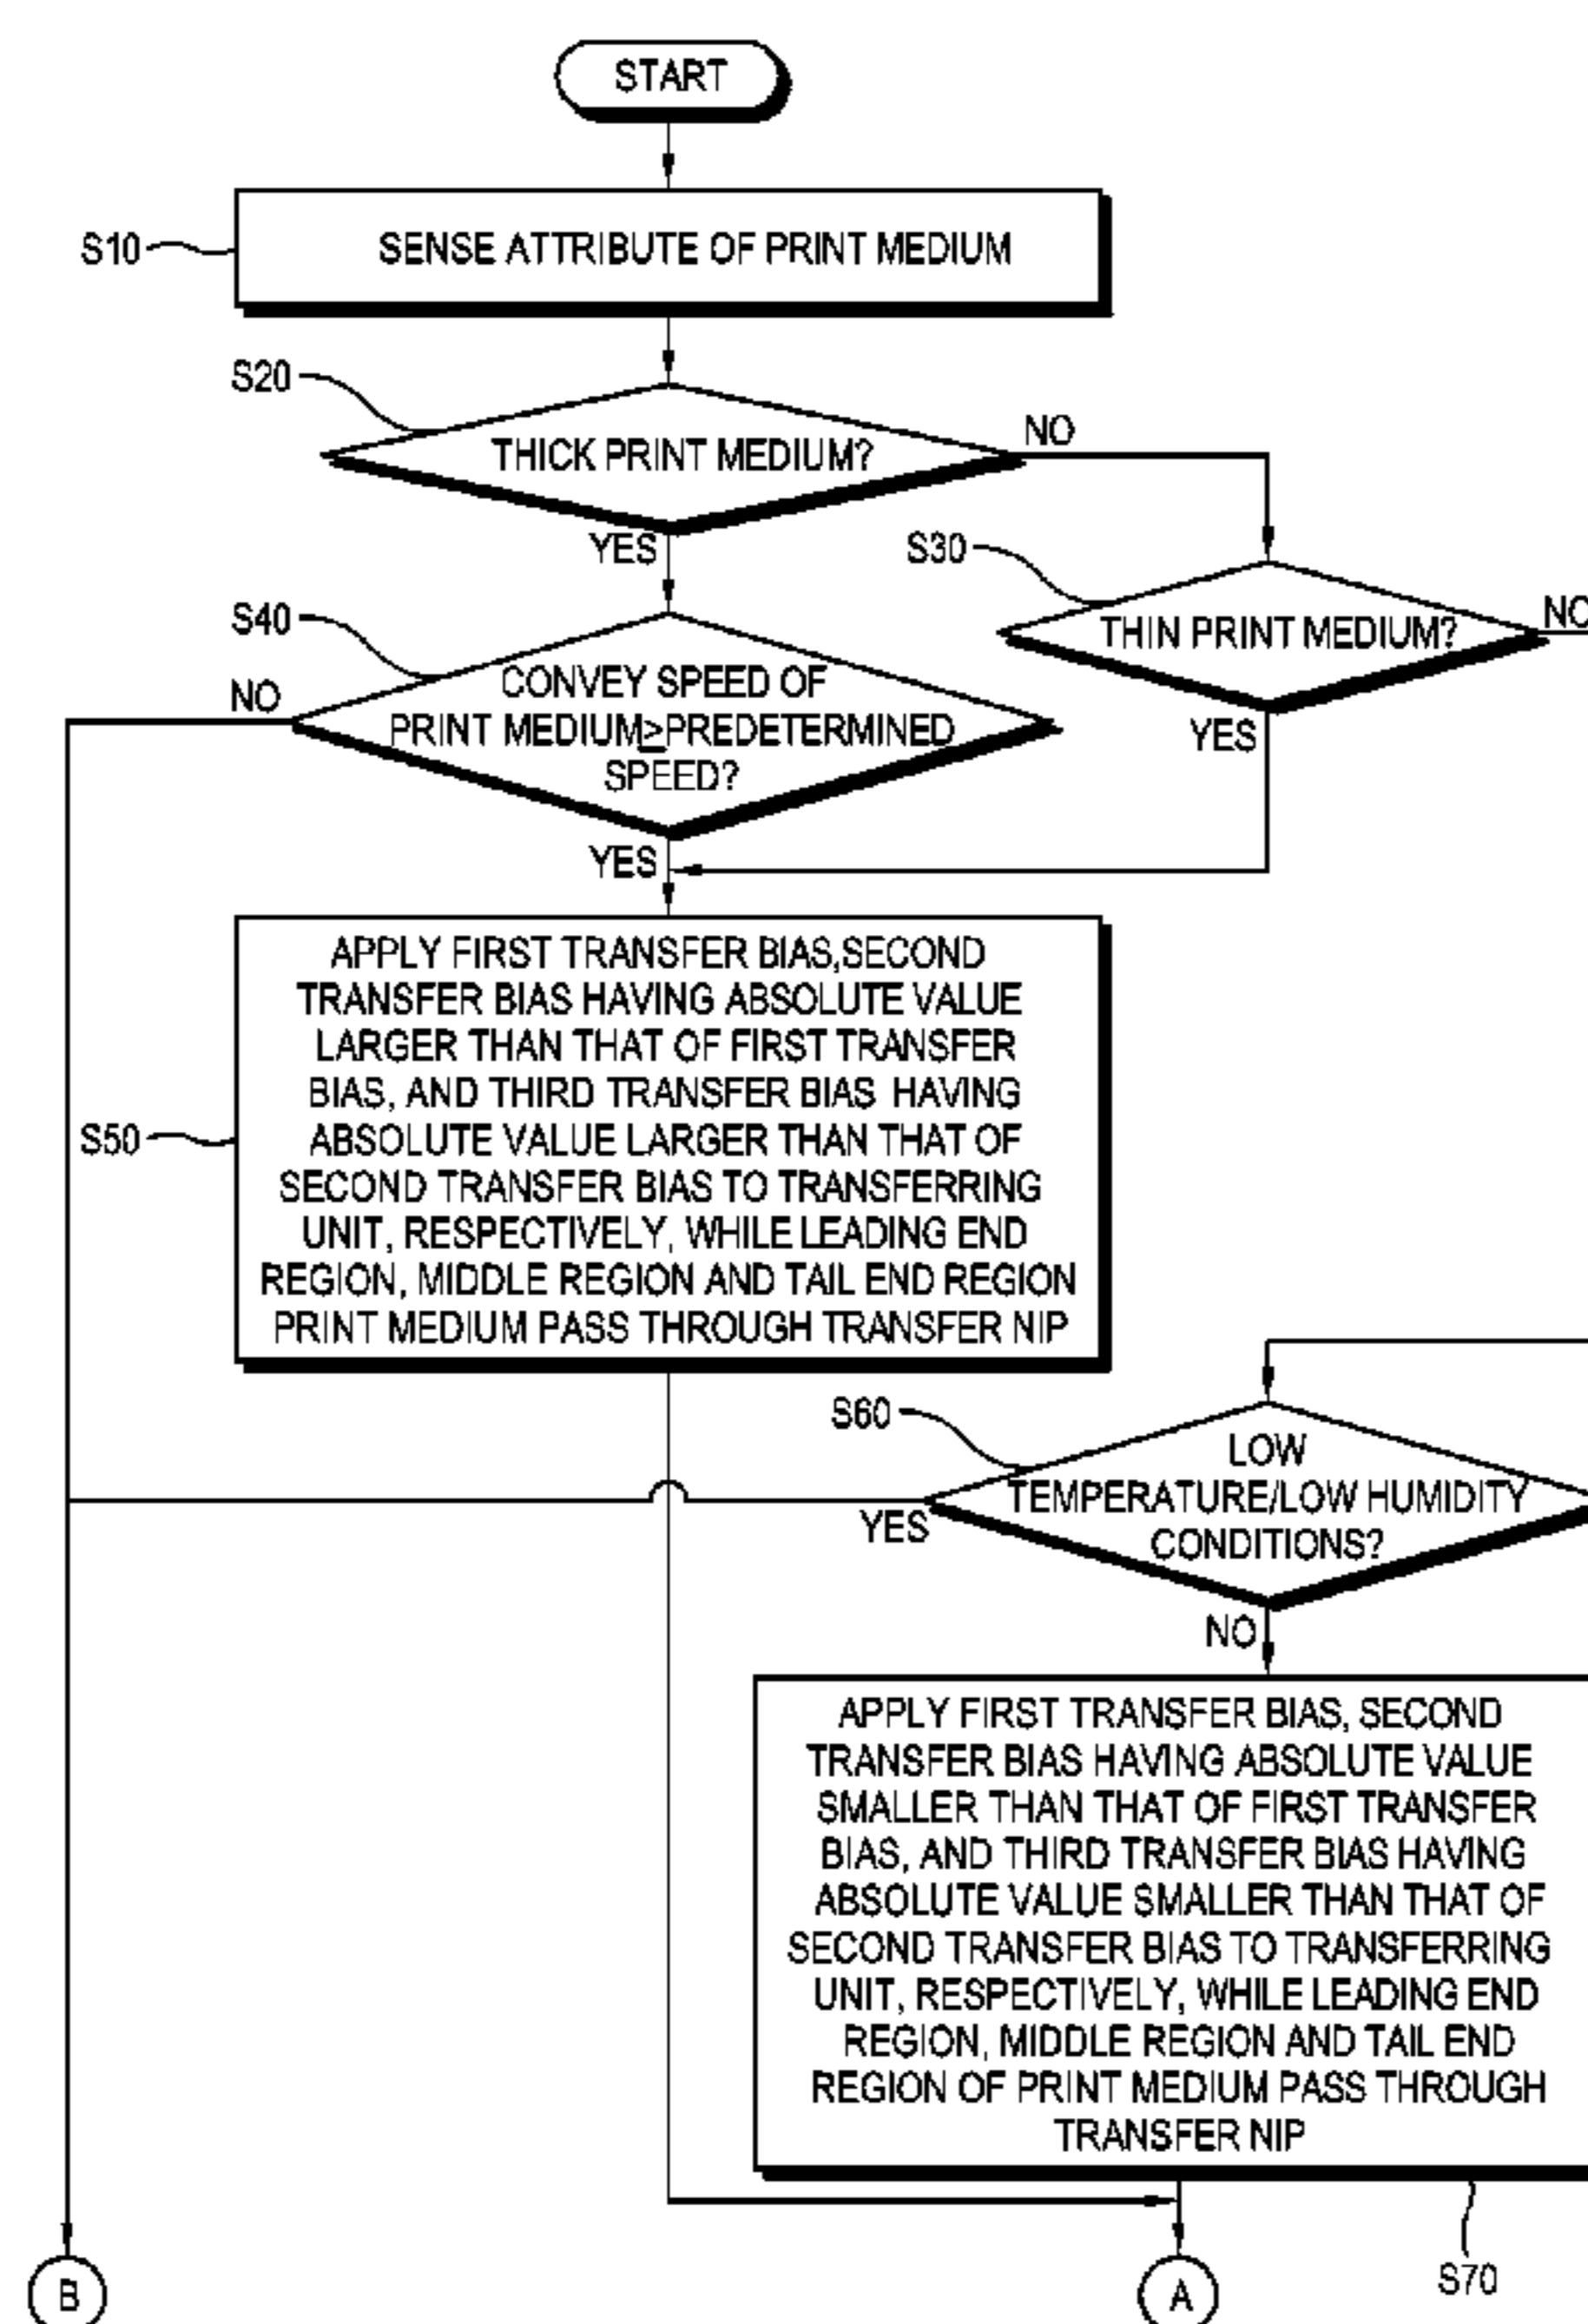 START
S10
SENSE ATTRIBUTE OF PRINT MEDIUM
S20
THICK PRINT MEDIUM?
NO
YES
S30
THIN PRINT MEDIUM?
NO
YES
S40
CONVEY SPEED OF
PRINT MEDIUM≥PREDETERMINED
SPEED?
NO
YES
S50
APPLY FIRST TRANSFER BIAS,SECOND
TRANSFER BIAS HAVING ABSOLUTE VALUE
LARGER THAN THAT OF FIRST TRANSFER
BIAS, AND THIRD TRANSFER BIAS HAVING
ABSOLUTE VALUE LARGER THAN THAT OF
SECOND TRANSFER BIAS TO TRANSFERRING
UNIT, RESPECTIVELY, WHILE LEADING END
REGION, MIDDLE REGION AND TAIL END REGION
PRINT MEDIUM PASS THROUGH TRANSFER NIP
S60
LOW
TEMPERATURE/LOW HUMIDITY
CONDITIONS?
YES
NO
APPLY FIRST TRANSFER BIAS, SECOND
TRANSFER BIAS HAVING ABSOLUTE VALUE
SMALLER THAN THAT OF FIRST TRANSFER
BIAS, AND THIRD TRANSFER BIAS HAVING
ABSOLUTE VALUE SMALLER THAN THAT OF
SECOND TRANSFER BIAS TO TRANSFERRING
UNIT, RESPECTIVELY, WHILE LEADING END
REGION, MIDDLE REGION AND TAIL END
REGION OF PRINT MEDIUM PASS THROUGH
TRANSFER NIP
S70
B
A